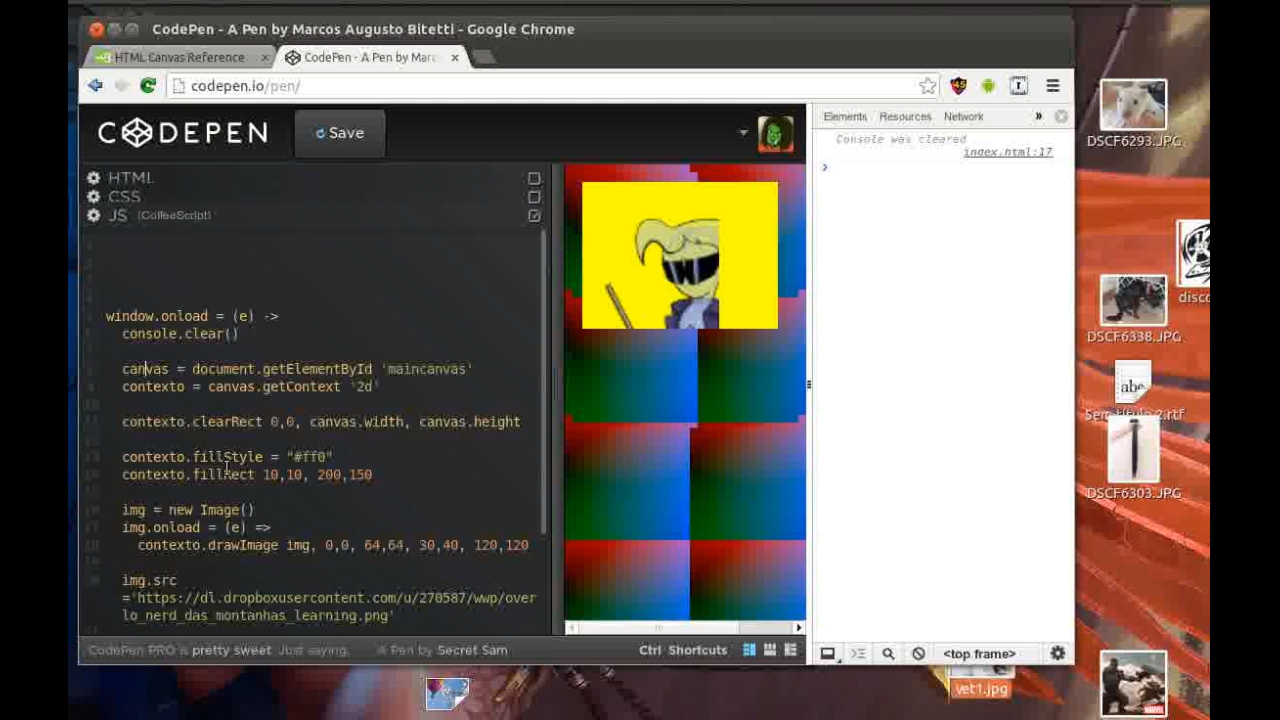 CodePen - A Pen by Marcos Augusto Bitetti - Google Chrome
HTML Canvas Reference
CodePen - A Pen by Marc
codepen.io/pen/
CODEPEN
Save
Elements Resources Network »
Console was cleared
index.html:17
HTML
CSS
JS (CoffeeScript)
window.onload = (e) ->
console.clear()
canvas = document.getElementById 'maincanvas'
contexto = canvas.getContext '2d'
contexto.clearRect 0,0, canvas.width, canvas.height
contexto.fillStyle = "#ff0"
contexto.fillRect 10,10, 200,150
img = new Image()
img.onload = (e) =>
contexto.drawImage img, 0,0, 64,64, 30,40, 120,120
img.src
='https://dl.dropboxusercontent.com/u/270587/wwp/over
lo_nerd_das_montanhas_learning.png'
CodePen PRO is pretty sweet Just saying.
A Pen by Secret Sam
Ctrl Shortcuts
<top frame>
DSCF6293.JPG
disco
DSCF6338.JPG
abc
DSCF6303.JPG
vet1.jpg
MARVEL